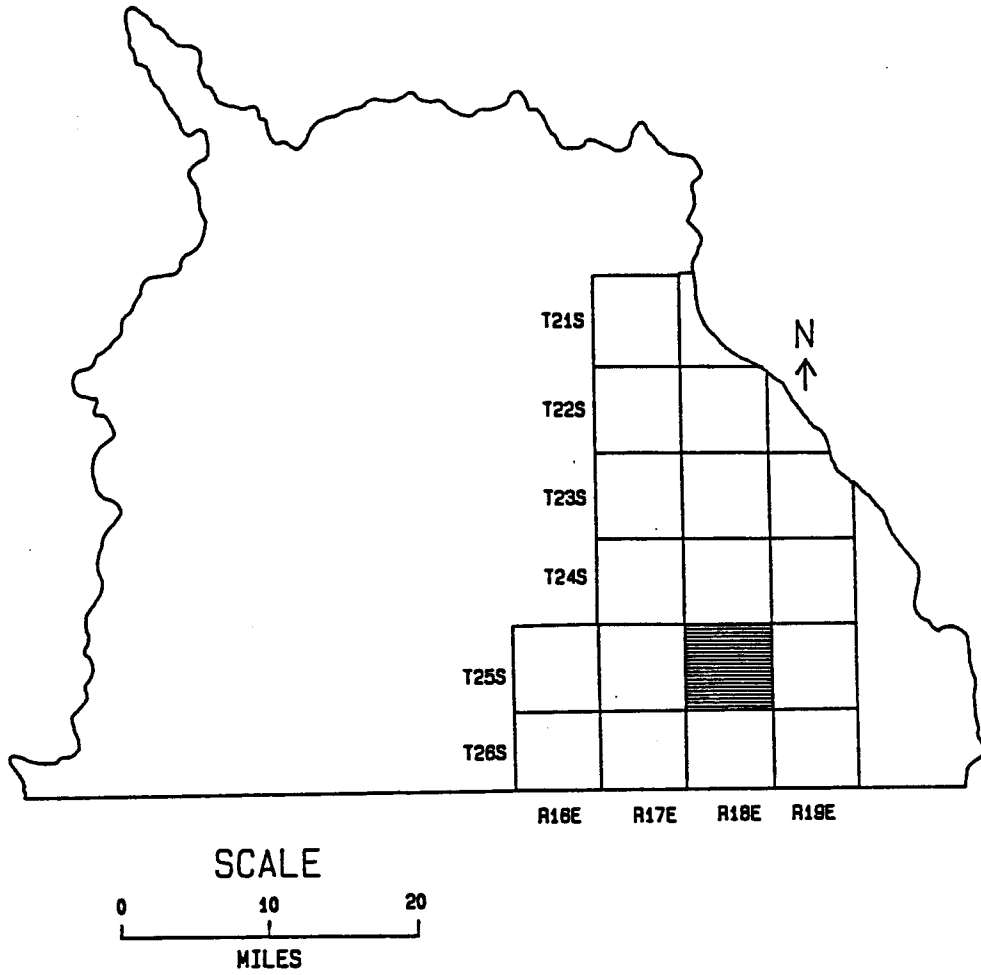 T21S
N
T22S
T23S
T24S
T25S
T26S
R16E R17E R18E R19E
SCALE
0 10 20
MILES